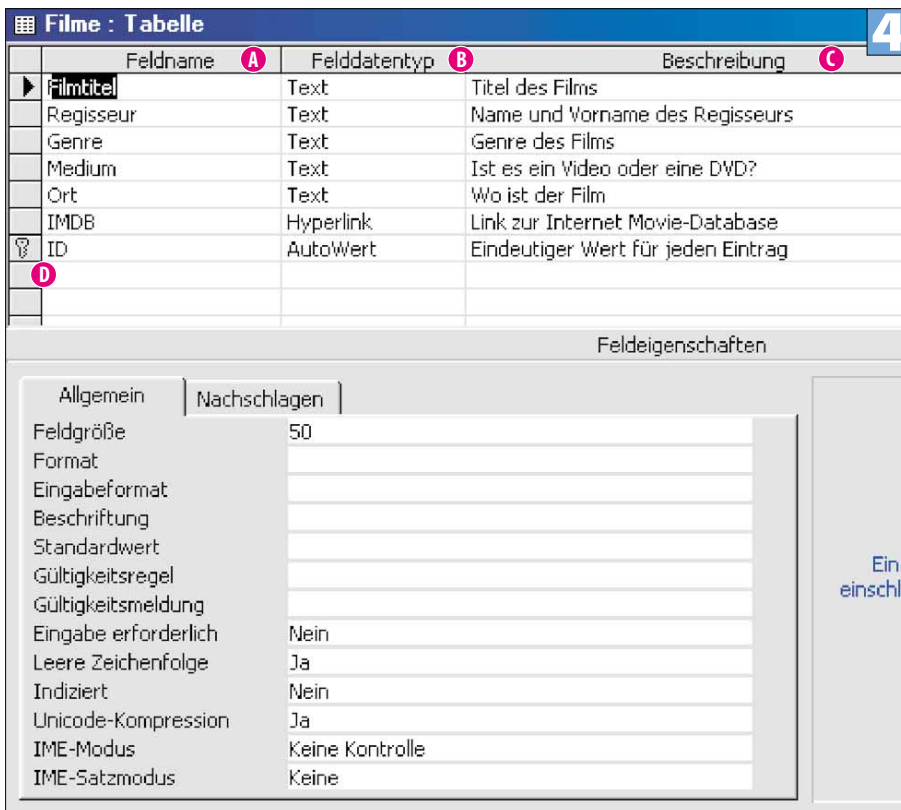 Filme : Tabelle
4
Feldname A Felddatentyp B Beschreibung C
Filmtitel Text Titel des Films
Regisseur Text Name und Vorname des Regisseurs
Genre Text Genre des Films
Medium Text Ist es ein Video oder eine DVD?
Ort Text Wo ist der Film
IMDB Hyperlink Link zur Internet Movie-Database
ID AutoWert Eindeutiger Wert für jeden Eintrag
D
Feldeigenschaften
Allgemein Nachschlagen
Feldgröße 50
Format
Eingabeformat
Beschriftung
Standardwert
Gültigkeitsregel
Gültigkeitsmeldung
Eingabe erforderlich Nein
Leere Zeichenfolge Ja
Indiziert Nein
Unicode-Kompression Ja
IME-Modus Keine Kontrolle
IME-Satzmodus Keine
Ein
einschl